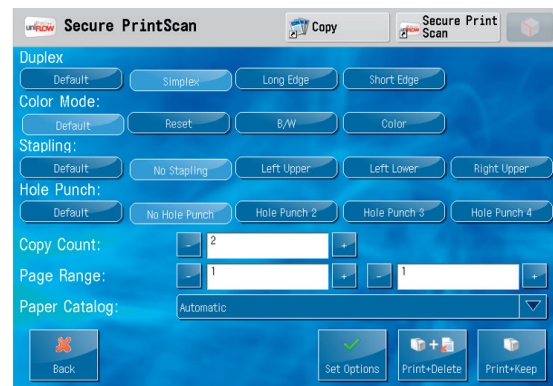 uniFLOW Secure PrintScan Copy Secure Print
Scan
Duplex
Default Simplex Long Edge Short Edge
Color Mode:
Default Reset B/W Color
Stapling:
Default No Stapling Left Upper Left Lower Right Upper
Hole Punch:
Default No Hole Punch Hole Punch 2 Hole Punch 3 Hole Punch 4
Copy Count: - 2 +
Page Range: - 1 + - 1 +
Paper Catalog: Automatic
Back Set Options Print+Delete Print+Keep